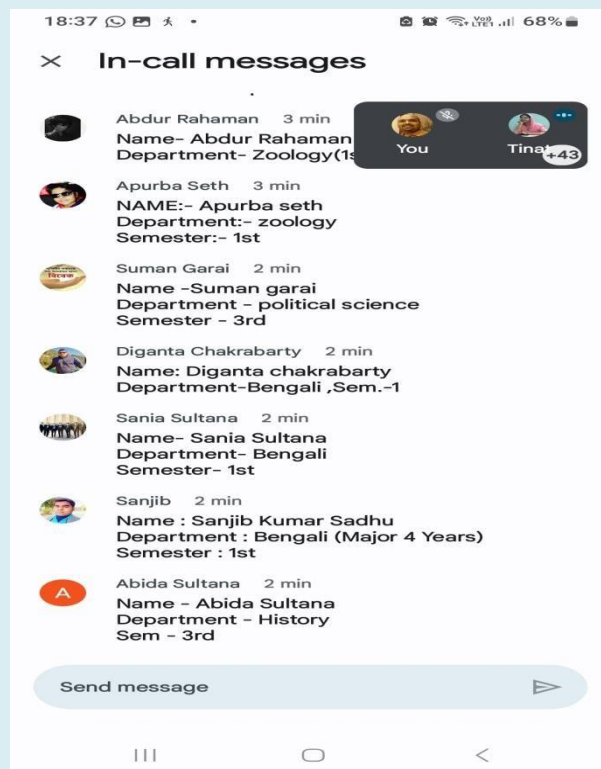 18:37
VoD
LTE1 68%
In-call messages
Abdur Rahaman 3 min
Name- Abdur Rahaman
Department- Zoology(1s
You
Tina
+43
Apurba Seth 3 min
NAME:- Apurba seth
Department:- zoology
Semester:- 1st
Suman Garai 2 min
Name -Suman garai
Department - political science
Semester - 3rd
विवेक
Diganta Chakrabarty 2 min
Name: Diganta chakrabarty
Department-Bengali ,Sem.-1
Sania Sultana 2 min
Name- Sania Sultana
Department- Bengali
Semester- 1st
Sanjib 2 min
Name : Sanjib Kumar Sadhu
Department : Bengali (Major 4 Years)
Semester : 1st
A
Abida Sultana 2 min
Name - Abida Sultana
Department - History
Sem - 3rd
Send message